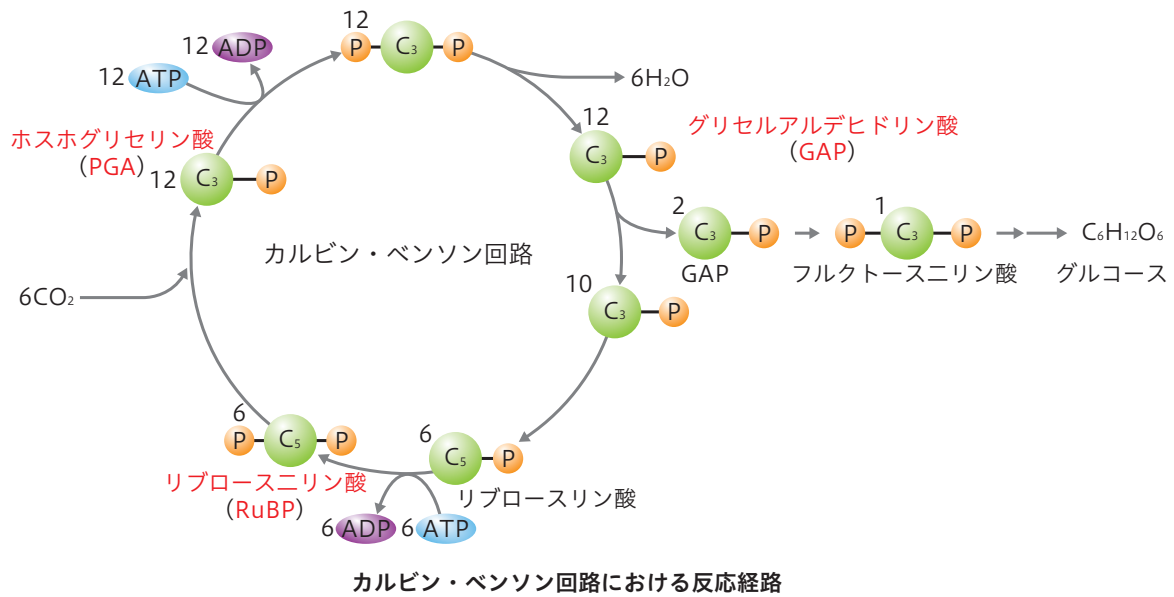 12
P C₃ P
12 ADP
12 ATP
6H₂O
12
C₃ P
グリセルアルデヒドリン酸
(GAP)
ホスホグリセリン酸
(PGA)
12 C₃ P
2
C₃ P
GAP
1
P C₃ P
フルクトース二リン酸
C₆H₁₂O₆
グルコース
カルビン・ベンソン回路
10
C₃ P
6CO₂
6
P C₅ P
リブロース二リン酸
(RuBP)
6
C₅ P
リブロースリン酸
6 ADP
6 ATP
カルビン・ベンソン回路における反応経路